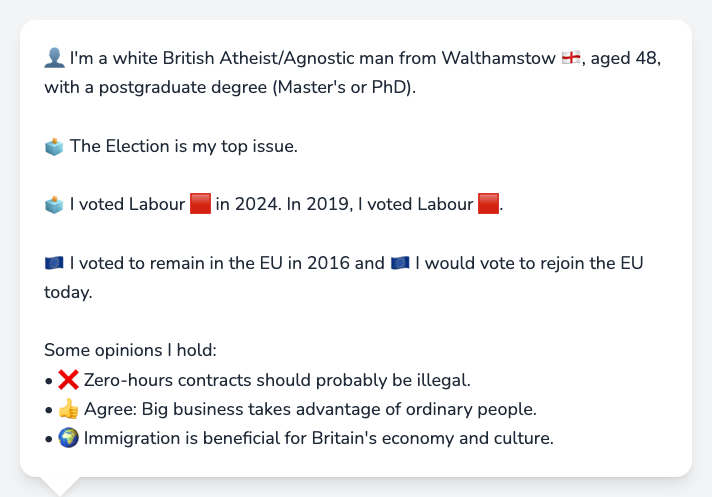 👤 I'm a white British Atheist/Agnostic man from Walthamstow 🏴󠁧󠁢󠁥󠁮󠁧󠁿, aged 48,
with a postgraduate degree (Master's or PhD).
🗳️ The Election is my top issue.
🗳️ I voted Labour 🟥 in 2024. In 2019, I voted Labour 🟥.
🇪🇺 I voted to remain in the EU in 2016 and 🇪🇺 I would vote to rejoin the EU
today.
Some opinions I hold:
• ❌ Zero-hours contracts should probably be illegal.
• 👍 Agree: Big business takes advantage of ordinary people.
• 🌍 Immigration is beneficial for Britain's economy and culture.